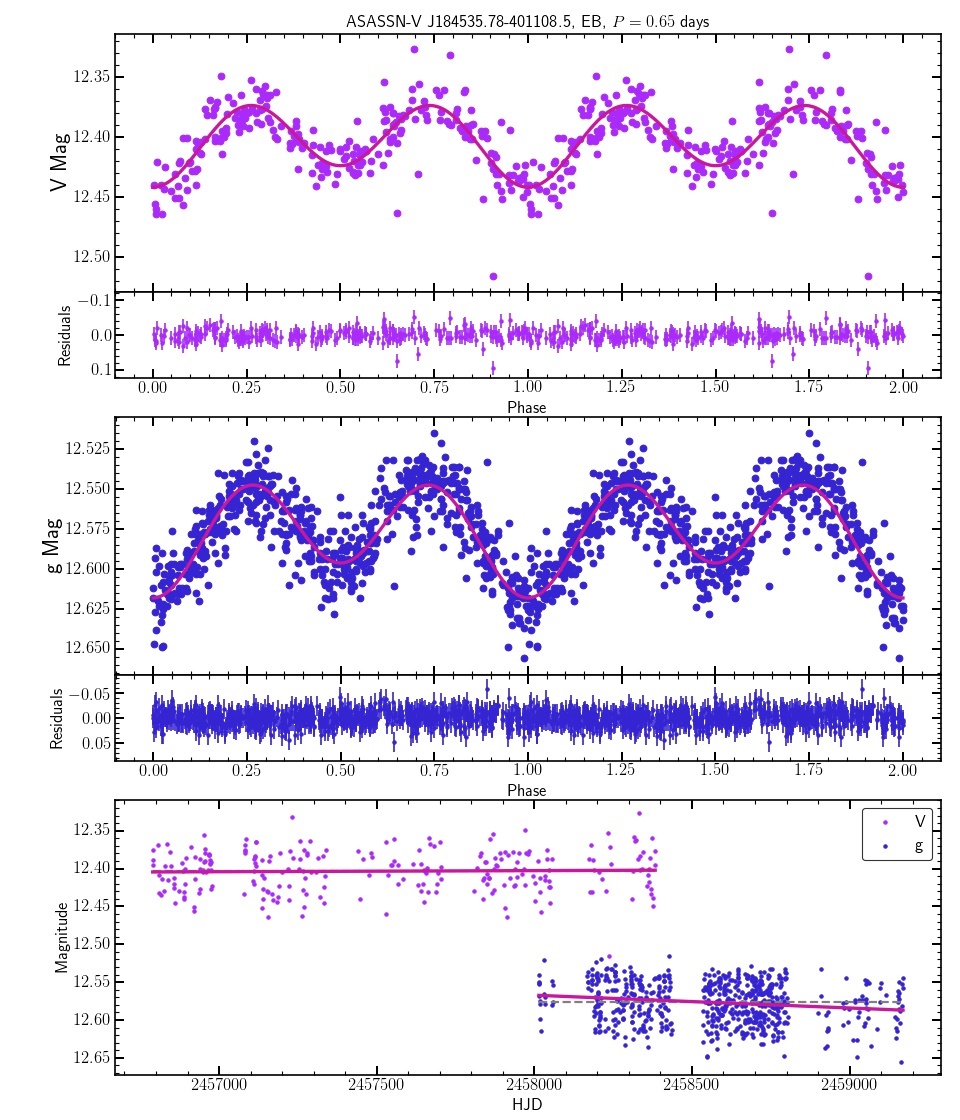 ASASSN-V J184535.78-401108.5, EB, P = 0.65 days
V Mag
12.35
12.40
12.45
12.50
Residuals
−0.1
0.0
0.1
0.00 0.25 0.50 0.75 1.00 1.25 1.50 1.75 2.00
Phase
g Mag
12.525
12.550
12.575
12.600
12.625
12.650
Residuals
−0.05
0.00
0.05
0.00 0.25 0.50 0.75 1.00 1.25 1.50 1.75 2.00
Phase
Magnitude
12.35
12.40
12.45
12.50
12.55
12.60
12.65
V
g
2457000 2457500 2458000 2458500 2459000
HJD